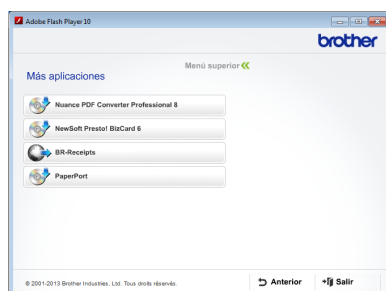 Adobe Flash Player 10
brother
Menú superior
Más aplicaciones
Nuance PDF Converter Professional 8
NewSoft Presto! BizCard 6
BR-Receipts
PaperPort
© 2001-2013 Brother Industries, Ltd. Tous droits réservés.
Anterior
Salir